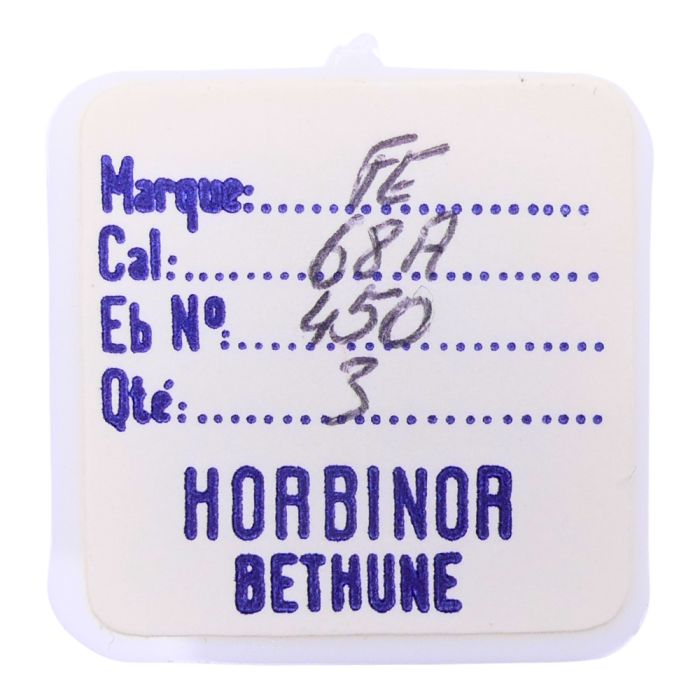 Marque: FE
Cal: 68A
Eb Nº: 450
Qté: 3
HORBINOR
BETHUNE